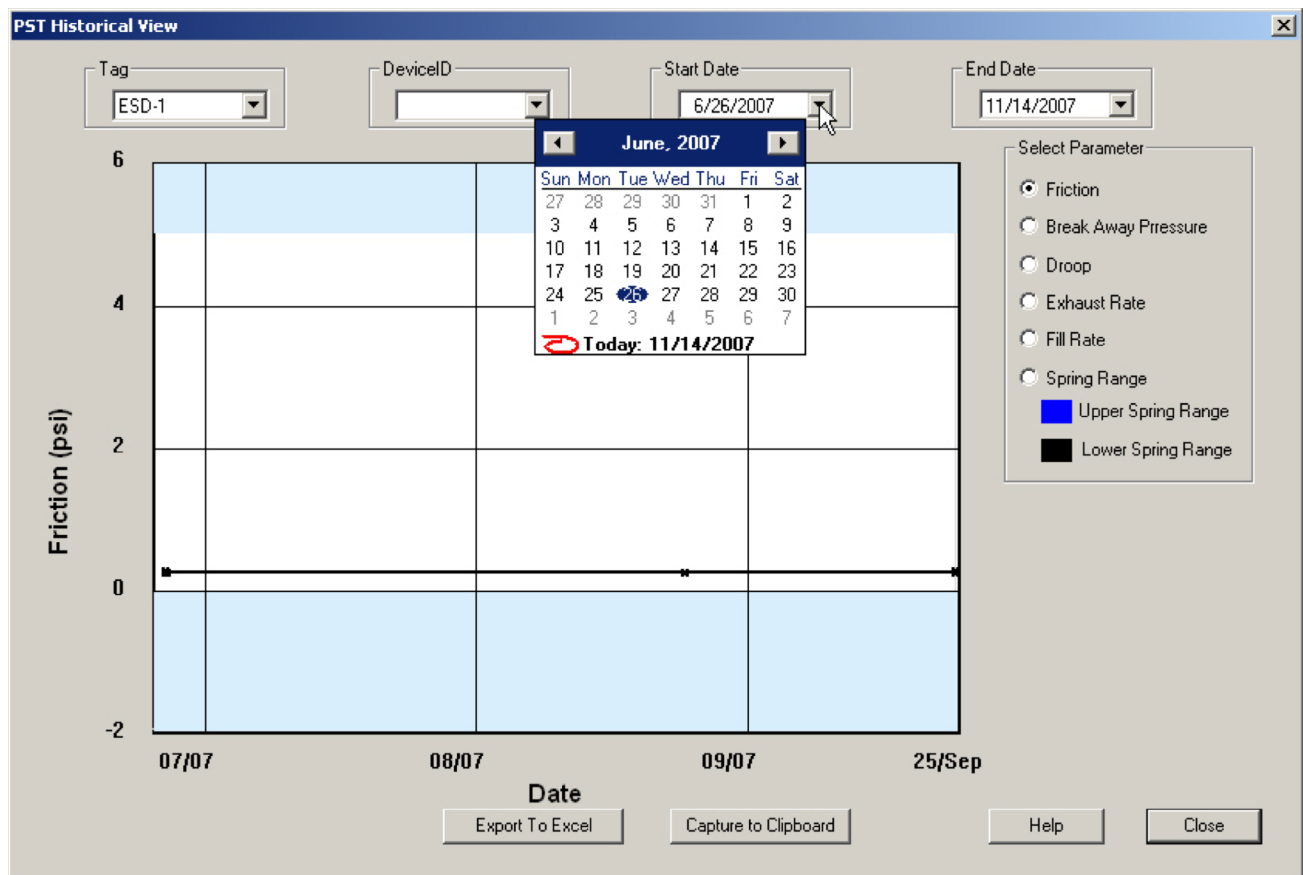 PST Historical View
Tag
DeviceID
Start Date
End Date
ESD-1
6/26/2007
11/14/2007
June, 2007
Sun Mon Tue Wed Thu Fri Sat
27 28 29 30 31 1 2
3 4 5 6 7 8 9
10 11 12 13 14 15 16
17 18 19 20 21 22 23
24 25 26 27 28 29 30
1 2 3 4 5 6 7
Today: 11/14/2007
Select Parameter
Friction
Break Away Prressure
Droop
Exhaust Rate
Fill Rate
Spring Range
Upper Spring Range
Lower Spring Range
6
4
2
0
-2
Friction (psi)
07/07 08/07 09/07 25/Sep
Date
Export To Excel
Capture to Clipboard
Help
Close